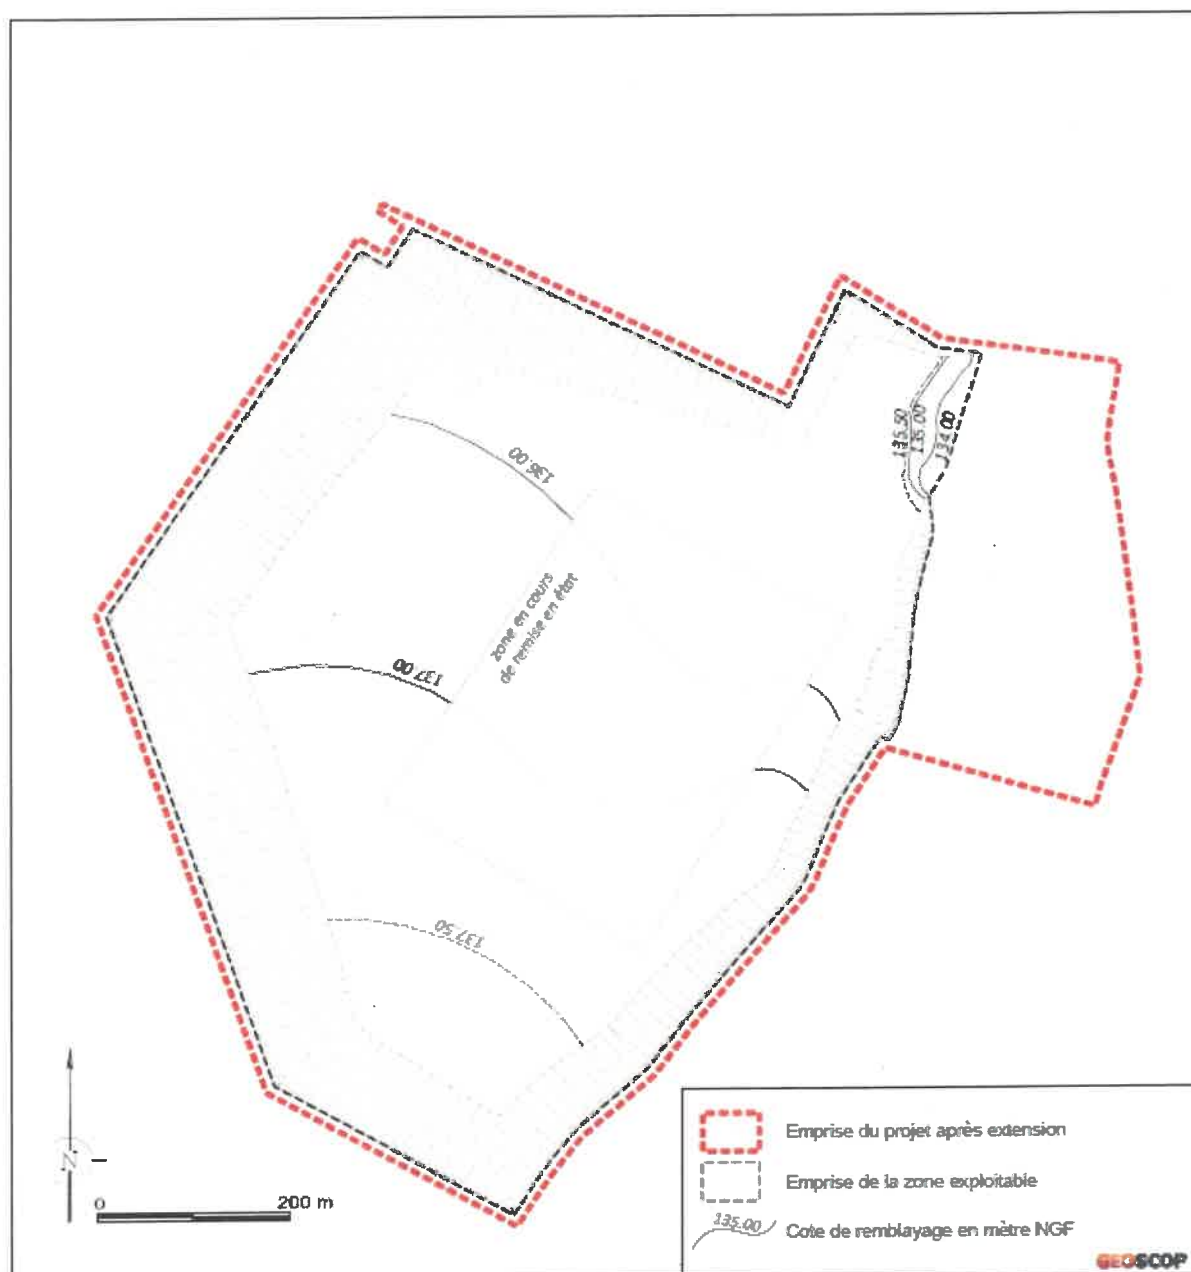 136.00
135.50
135.00
134.00
zone en cours
de remise en état
137.00
137.50
N
0
200 m
Emprise du projet après extension
Emprise de la zone exploitable
135.00
Cote de remblayage en mètre NGF
GEOSCOP